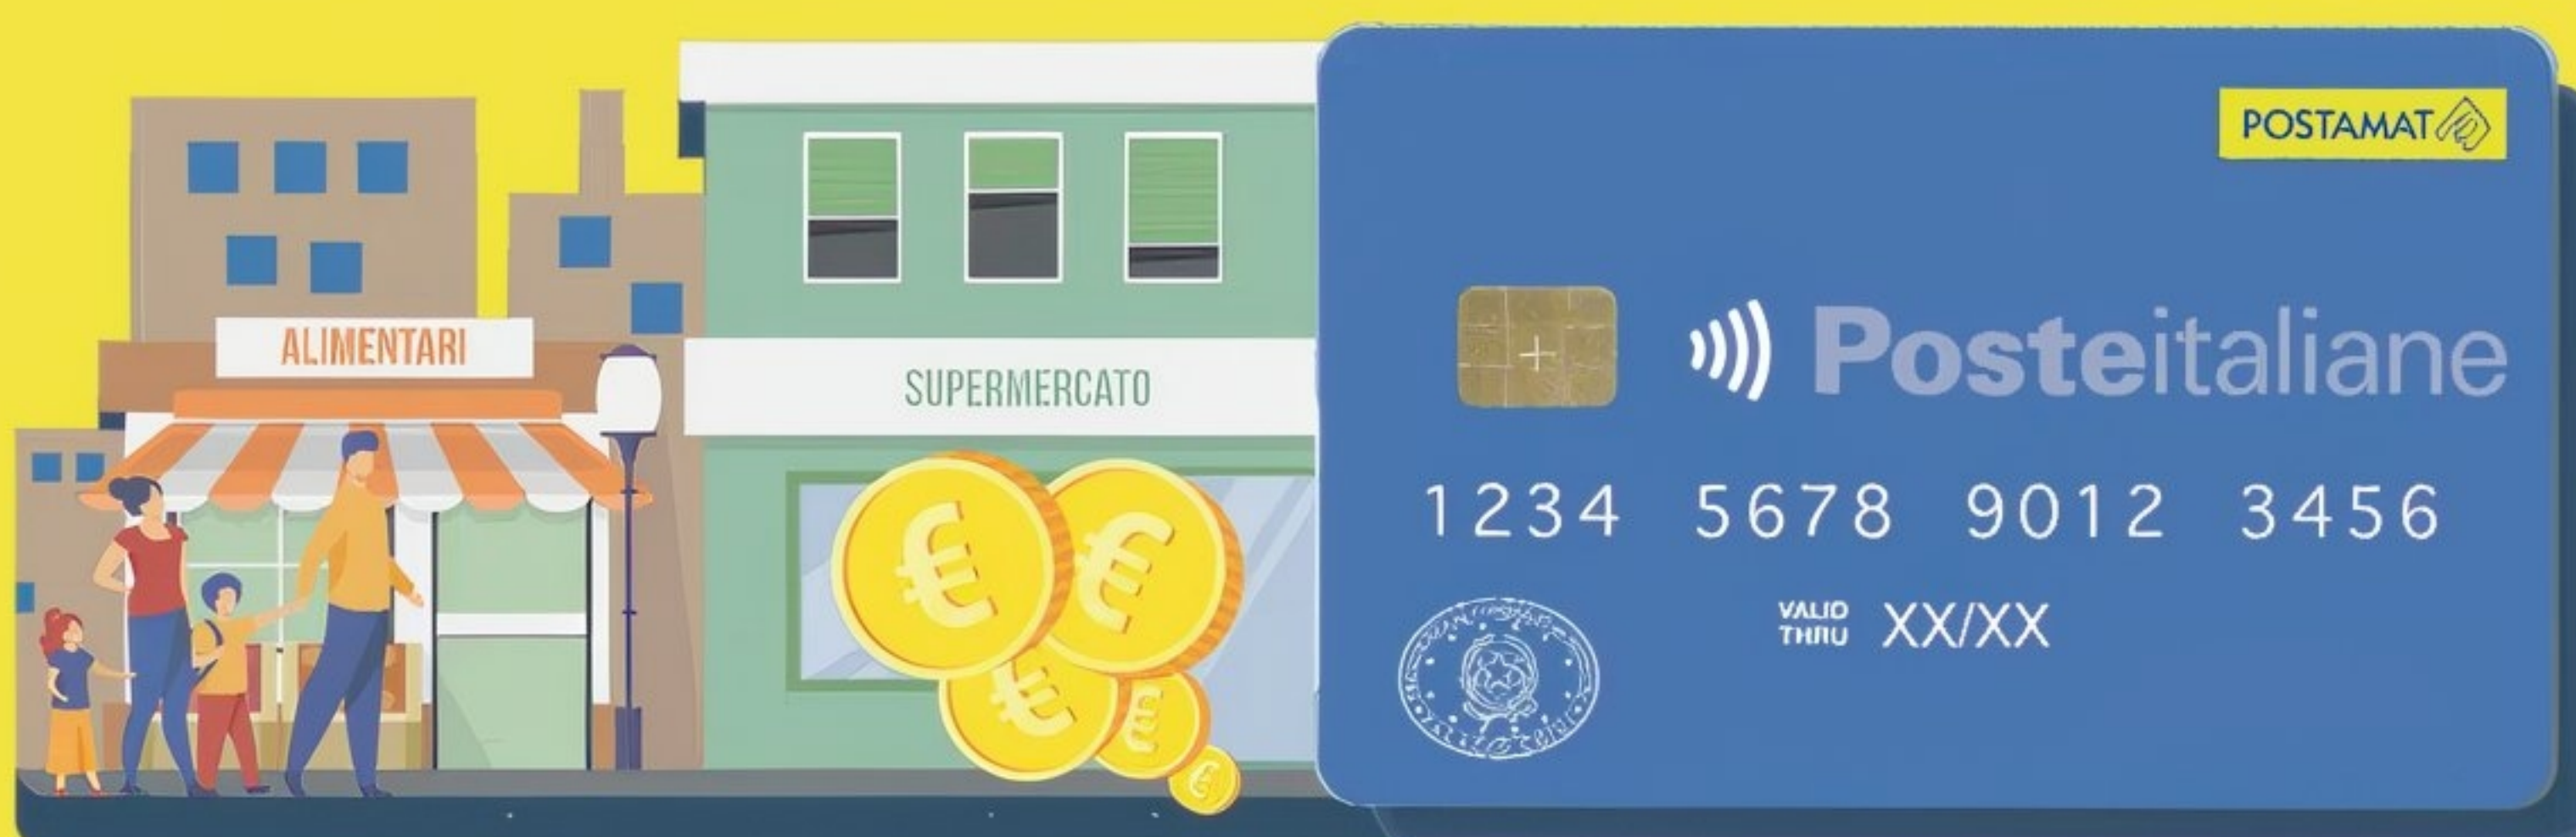 ALIMENTARI
SUPERMERCATO
POSTAMAT
Posteitaliane
1234 5678 9012 3456
VALID
THRU XX/XX